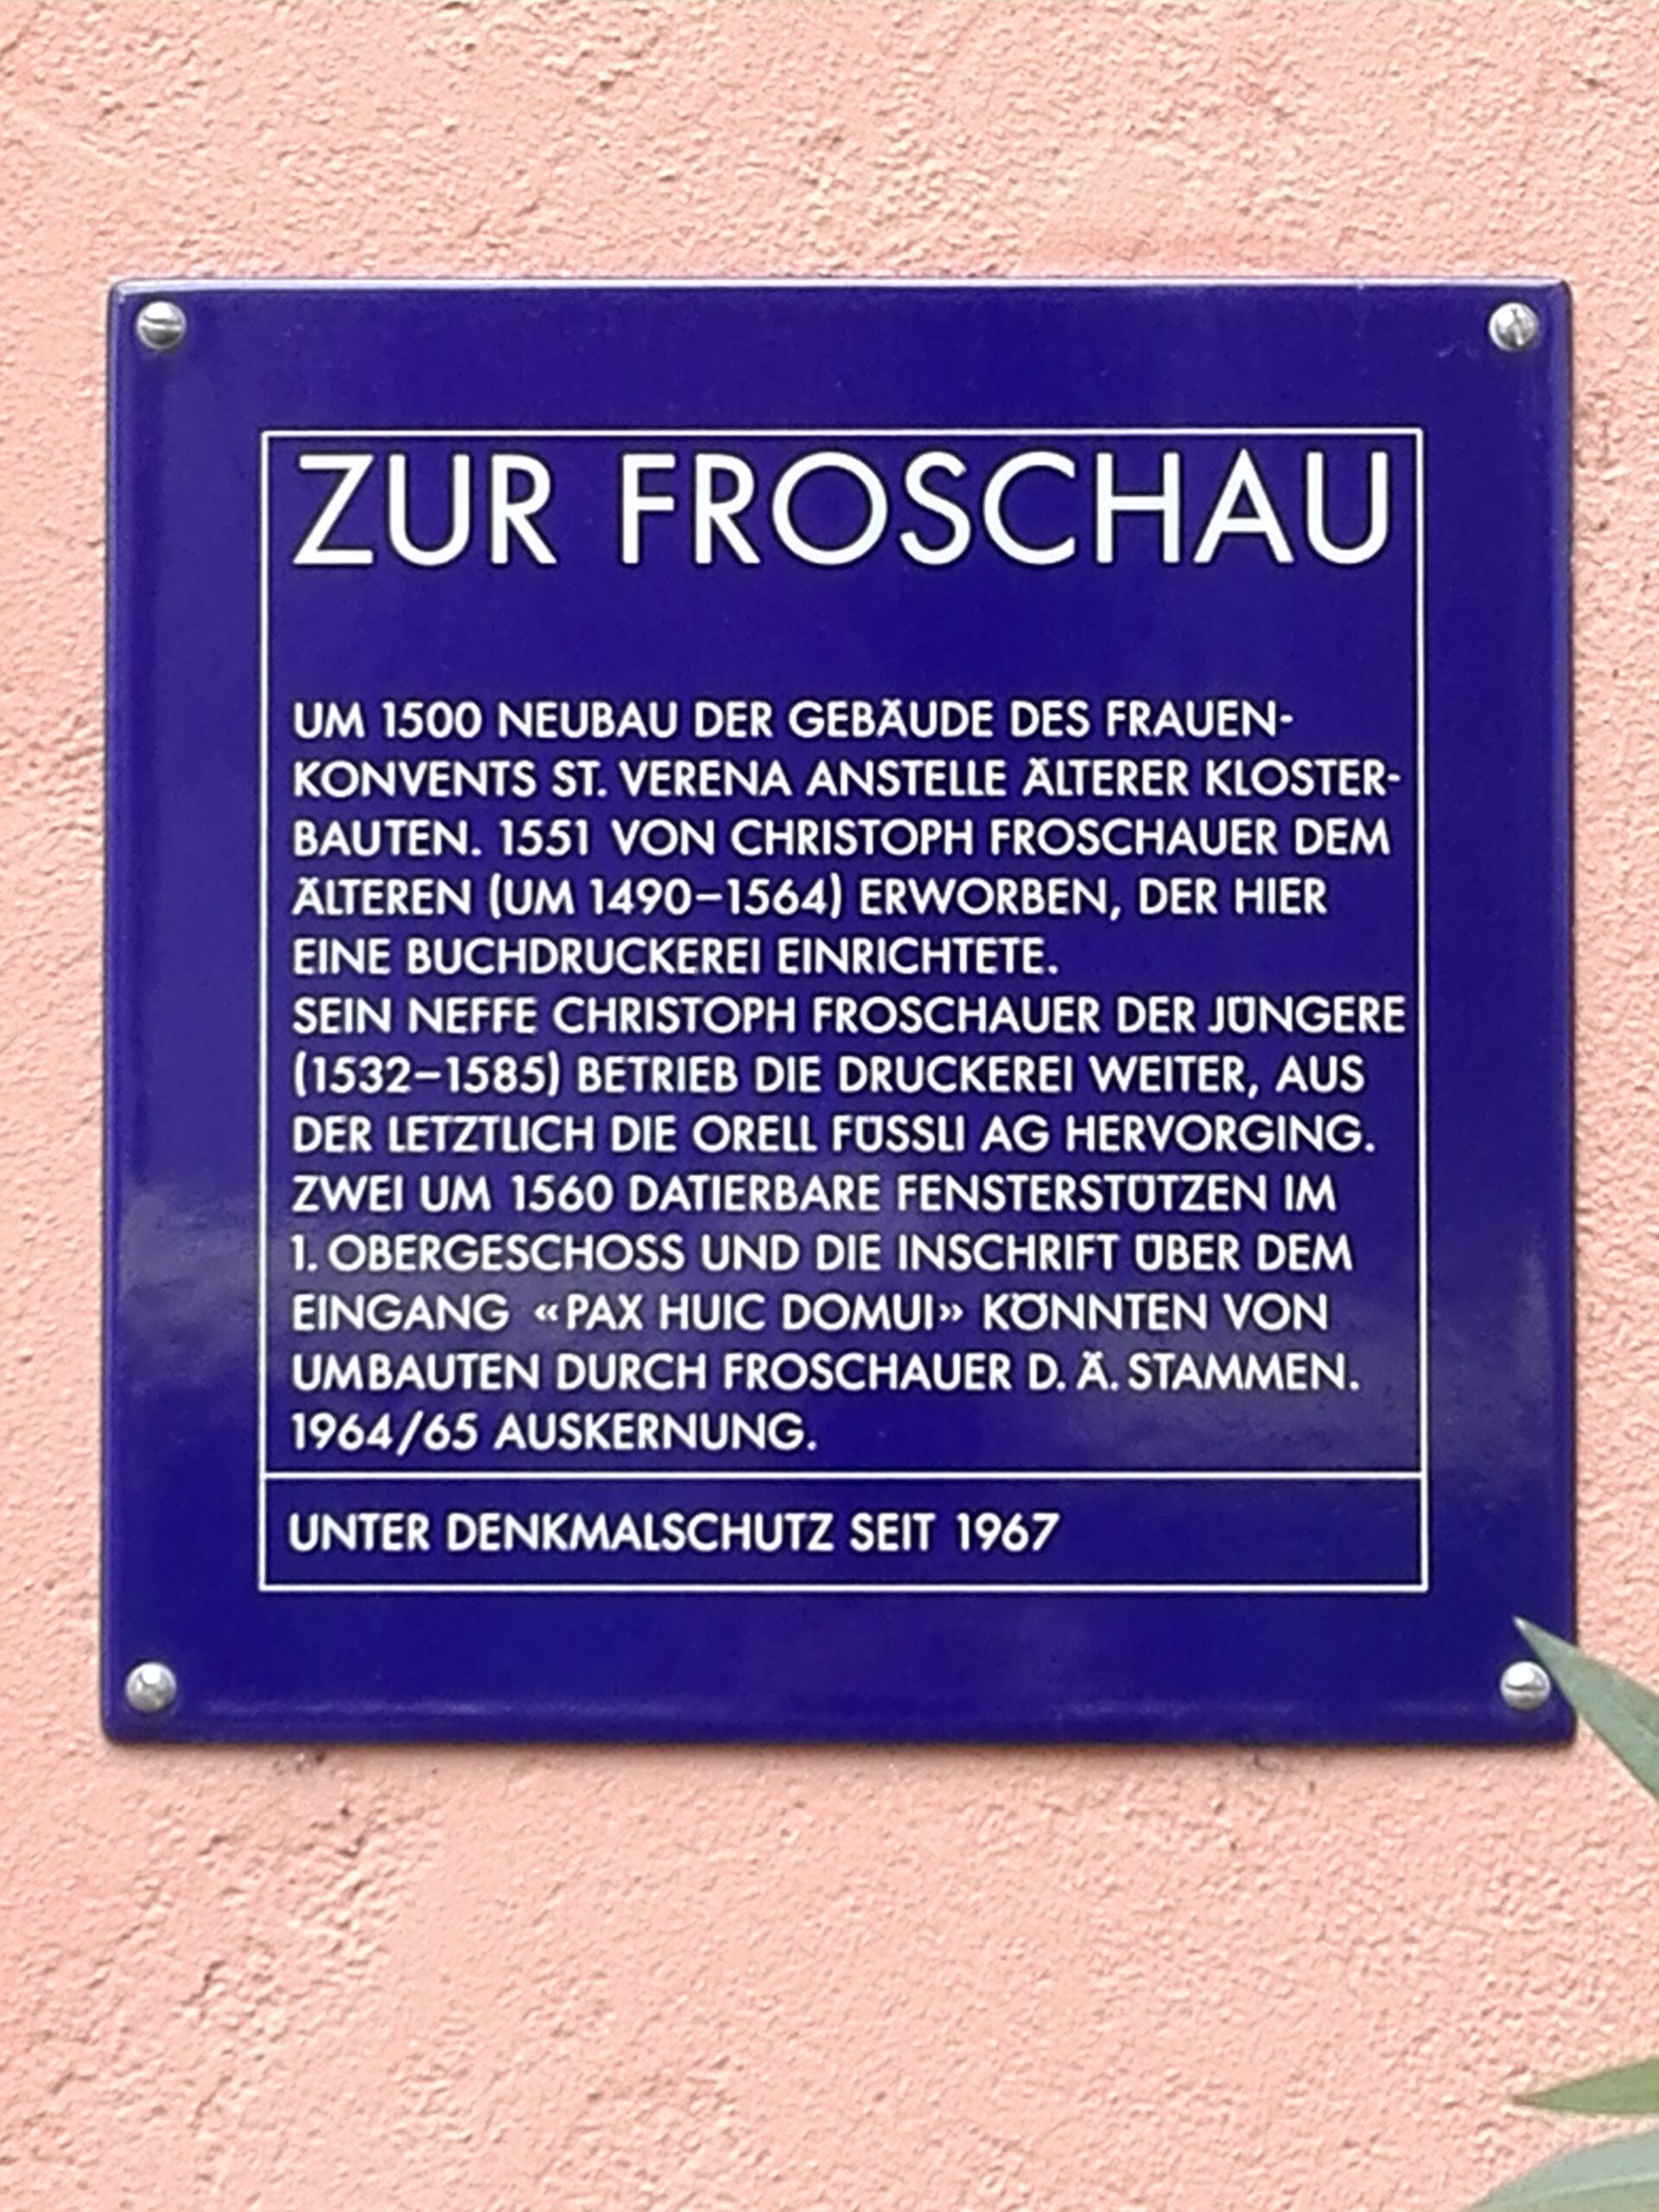 ZUR FROSCHAU
UM 1500 NEUBAU DER GEBÄUDE DES FRAUEN-
KONVENTS ST. VERENA ANSTELLE ÄLTERER KLOSTER-
BAUTEN. 1551 VON CHRISTOPH FROSCHAUER DEM
ÄLTEREN (UM 1490–1564) ERWORBEN, DER HIER
EINE BUCHDRUCKEREI EINRICHTETE.
SEIN NEFFE CHRISTOPH FROSCHAUER DER JÜNGERE
(1532–1585) BETRIEB DIE DRUCKEREI WEITER, AUS
DER LETZTLICH DIE ORELL FÜSSLI AG HERVORGING.
ZWEI UM 1560 DATIERBARE FENSTERSTÜTZEN IM
1. OBERGESCHOSS UND DIE INSCHRIFT ÜBER DEM
EINGANG «PAX HUIC DOMUI» KÖNNTEN VON
UMBAUTEN DURCH FROSCHAUER D. Ä. STAMMEN.
1964/65 AUSKERNUNG.
UNTER DENKMALSCHUTZ SEIT 1967